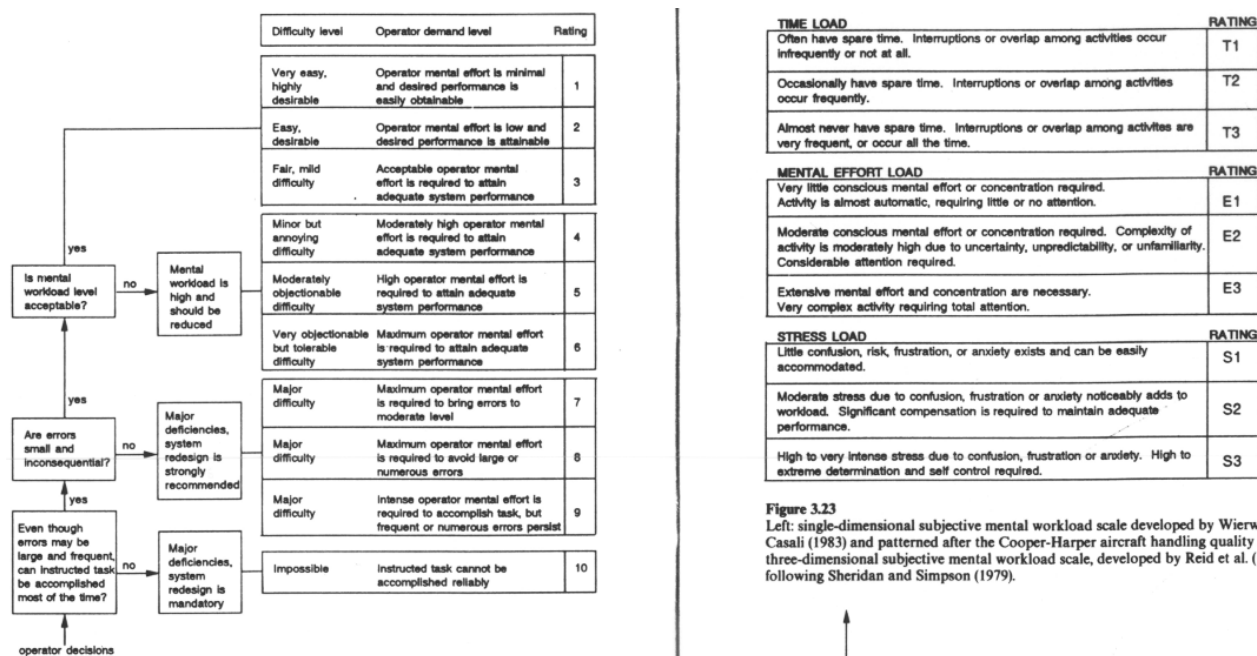 Difficulty level Operator demand level Rating
Very easy, highly desirable Operator mental effort is minimal and desired performance is easily obtainable 1
Easy, desirable Operator mental effort is low and desired performance is attainable 2
Fair, mild difficulty Acceptable operator mental effort is required to attain adequate system performance 3
Minor but annoying difficulty Moderately high operator mental effort is required to attain adequate system performance 4
Moderately objectionable difficulty High operator mental effort is required to attain adequate system performance 5
Very objectionable but tolerable difficulty Maximum operator mental effort is required to attain adequate system performance 6
Major difficulty Maximum operator mental effort is required to bring errors to moderate level 7
Major difficulty Maximum operator mental effort is required to avoid large or numerous errors 8
Major difficulty Intense operator mental effort is required to accomplish task, but frequent or numerous errors persist 9
Impossible Instructed task cannot be accomplished reliably 10
yes
Is mental
workload level
acceptable?
no
Mental
workload is
high and
should be
reduced
yes
Are errors
small and
inconsequential?
no
Major
deficiencies,
system
redesign is
strongly
recommended
yes
Even though
errors may be
large and frequent,
can instructed task
be accomplished
most of the time?
no
Major
deficiencies,
system
redesign is
mandatory
operator decisions
TIME LOAD RATING
Often have spare time. Interruptions or overlap among activities occur
infrequently or not at all. T1
Occasionally have spare time. Interruptions or overlap among activities
occur frequently. T2
Almost never have spare time. Interruptions or overlap among activites are
very frequent, or occur all the time. T3
MENTAL EFFORT LOAD RATING
Very little conscious mental effort or concentration required.
Activity is almost automatic, requiring little or no attention. E1
Moderate conscious mental effort or concentration required. Complexity of
activity is moderately high due to uncertainty, unpredictability, or unfamiliarity.
Considerable attention required. E2
Extensive mental effort and concentration are necessary.
Very complex activity requiring total attention. E3
STRESS LOAD RATING
Little confusion, risk, frustration, or anxiety exists and can be easily
accommodated. S1
Moderate stress due to confusion, frustration or anxiety noticeably adds to
workload. Significant compensation is required to maintain adequate
performance. S2
High to very intense stress due to confusion, frustration or anxiety. High to
extreme determination and self control required. S3
Figure 3.23
Left: single-dimensional subjective mental workload scale developed by
Casali (1983) and patterned after the Cooper-Harper aircraft handling quality
three-dimensional subjective mental workload scale, developed by Reid et al. (
following Sheridan and Simpson (1979).